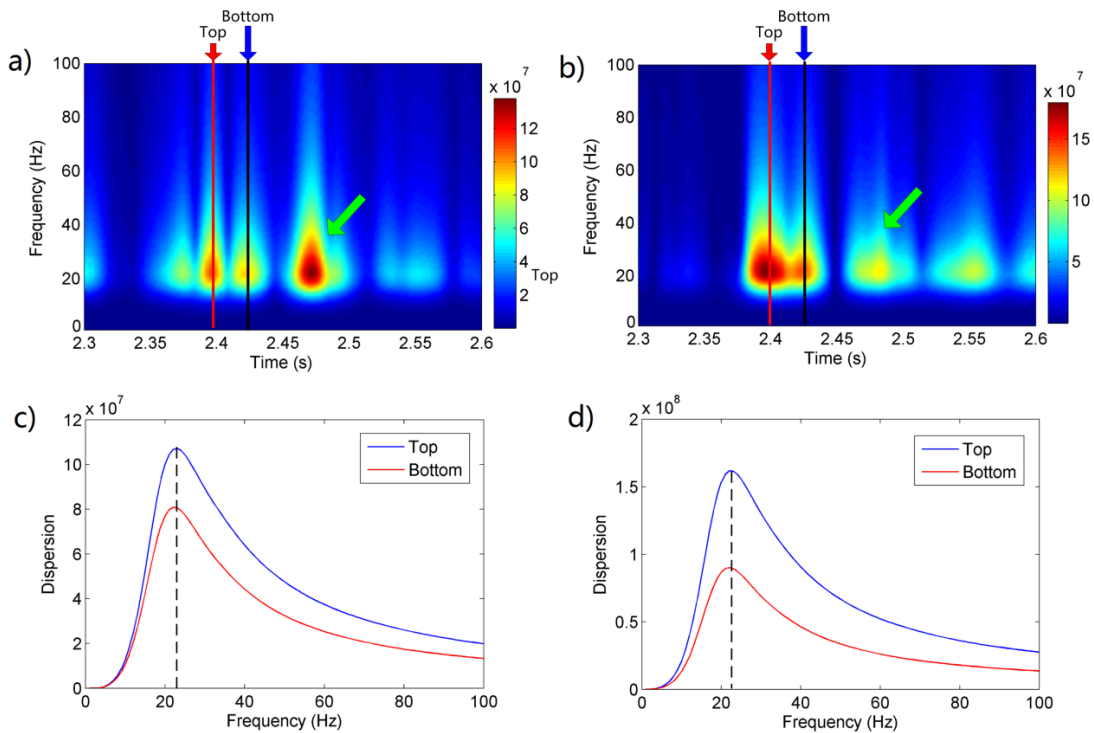 Top
Bottom
a)
x 10^7
100
80
60
40
20
0
Frequency (Hz)
2.3
2.35
2.4
2.45
2.5
2.55
2.6
Time (s)
12
10
8
6
4
2
Top
Top
Bottom
b)
x 10^7
100
80
60
40
20
0
Frequency (Hz)
2.3
2.35
2.4
2.45
2.5
2.55
2.6
Time (s)
15
10
5
c)
x 10^7
12
10
8
6
4
2
0
Dispersion
Top
Bottom
0
20
40
60
80
100
Frequency (Hz)
d)
x 10^8
2
1.5
1
0.5
0
Dispersion
Top
Bottom
0
20
40
60
80
100
Frequency (Hz)